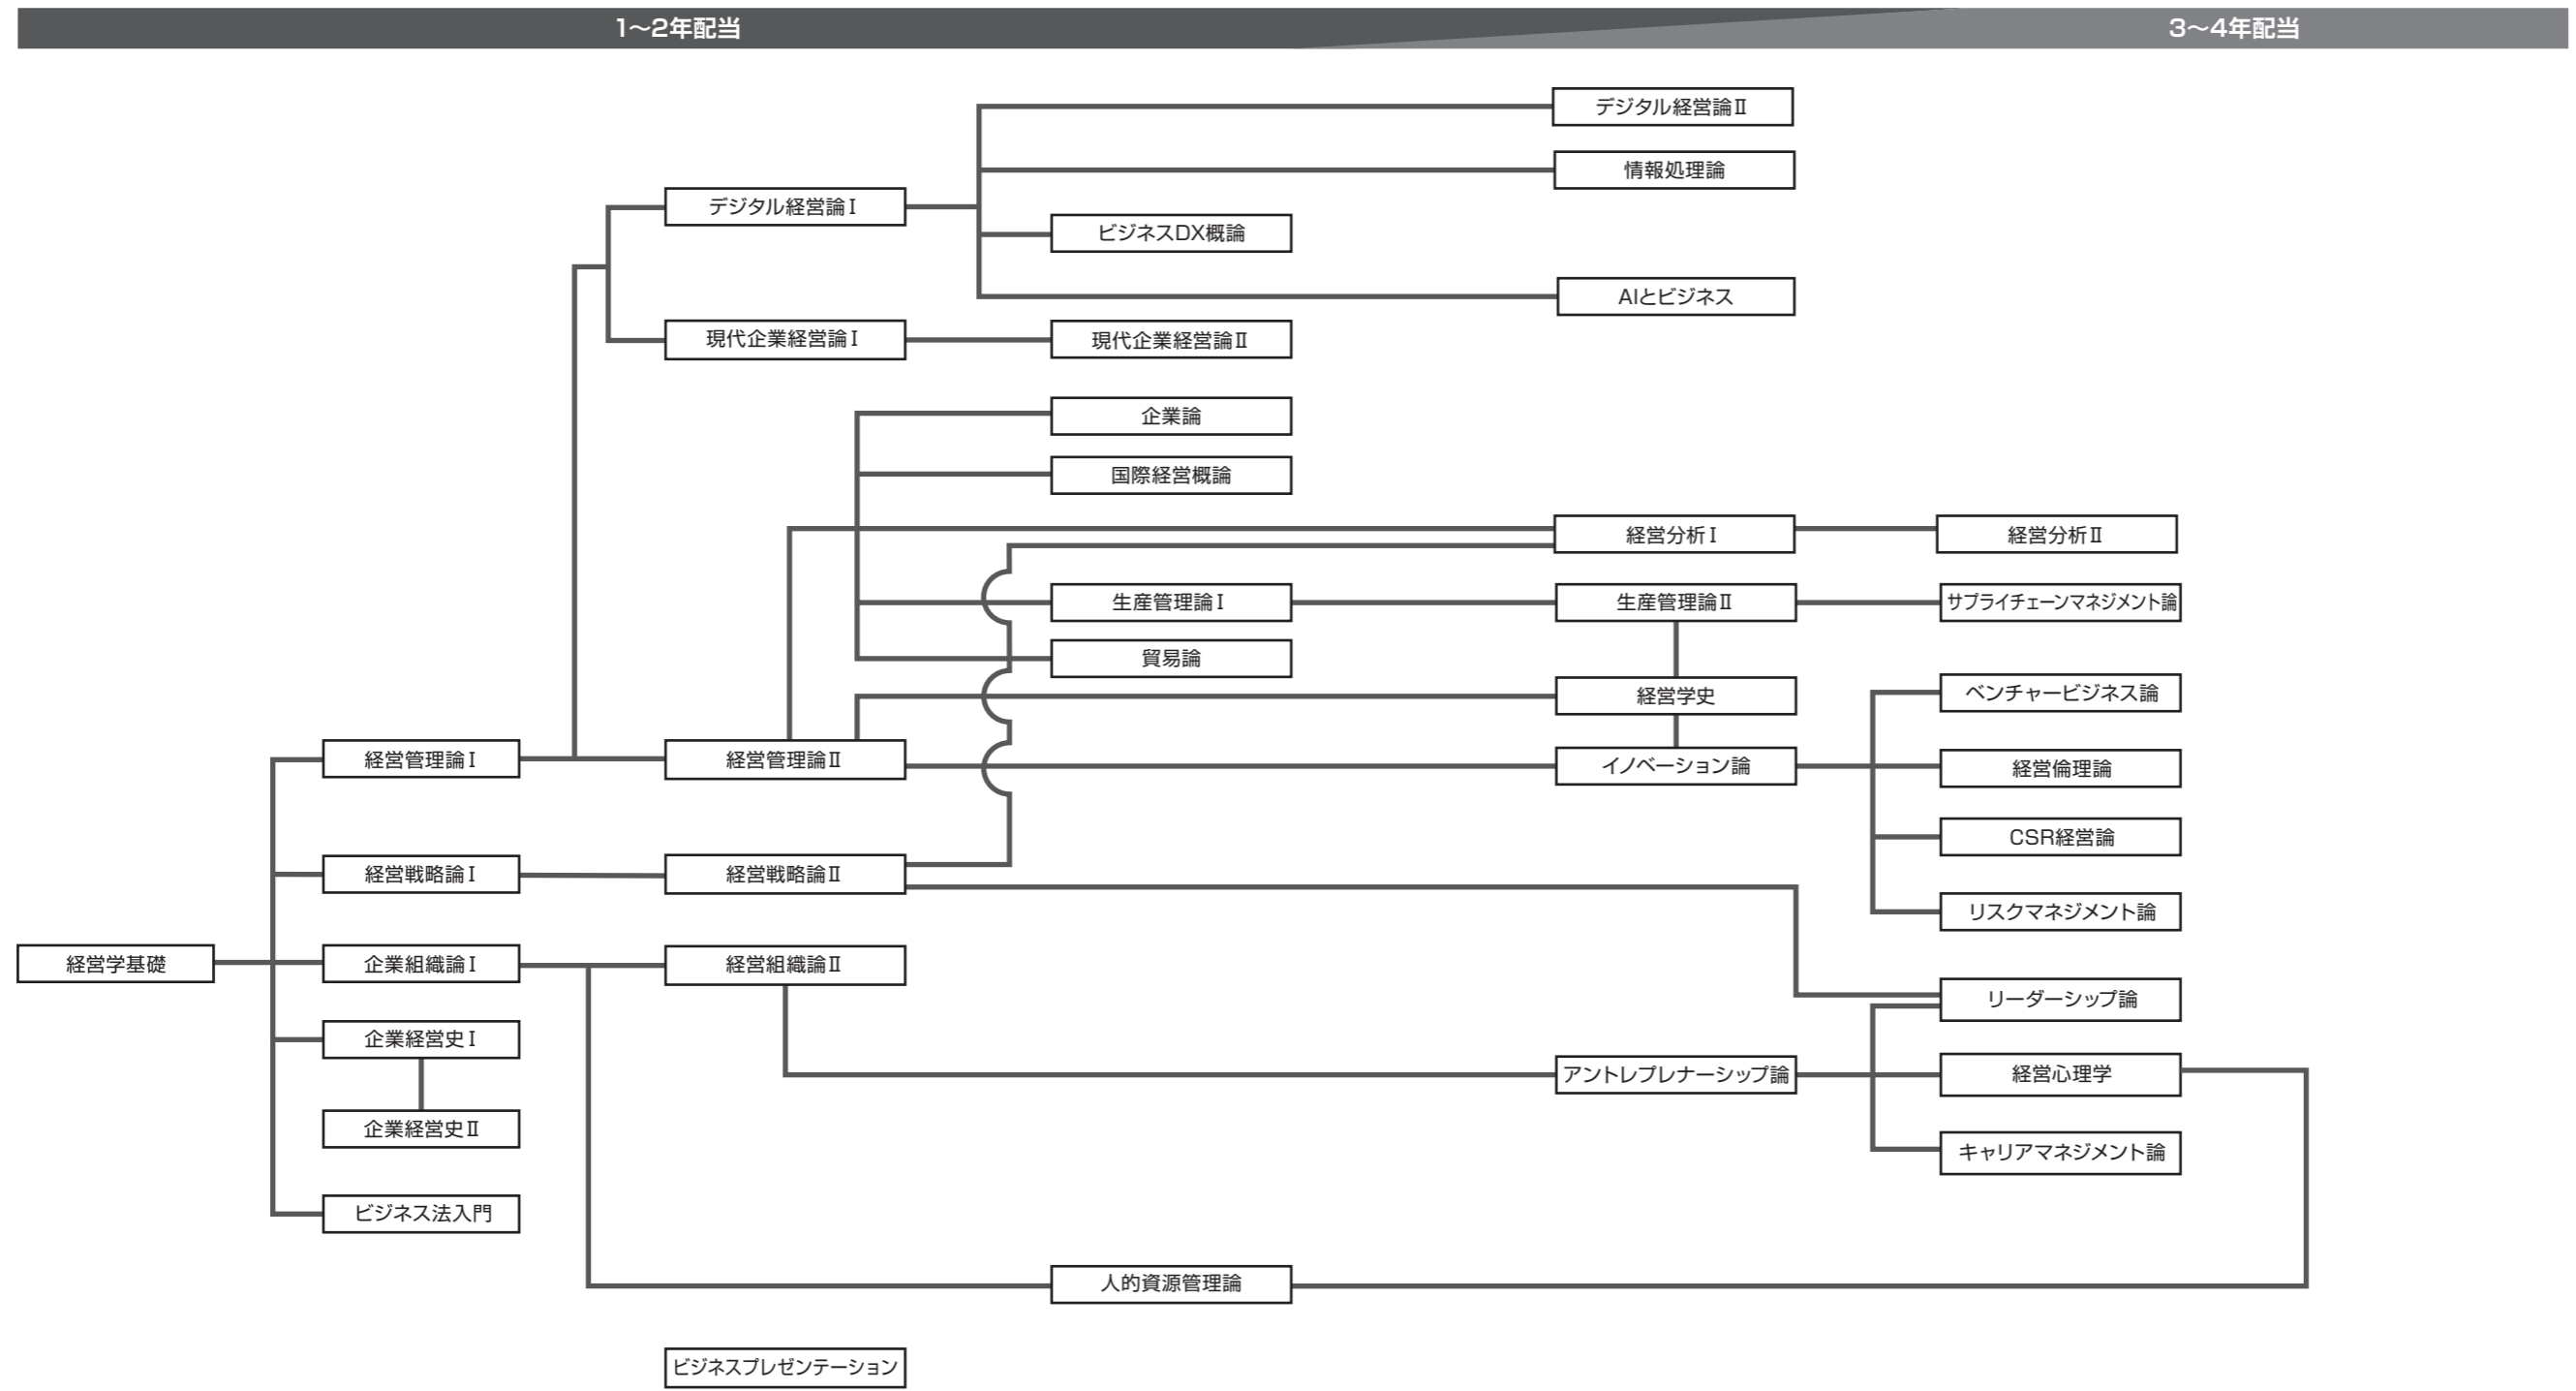 1〜2年配当
3〜4年配当
デジタル経営論Ⅱ
情報処理論
デジタル経営論Ⅰ
ビジネスDX概論
AIとビジネス
現代企業経営論Ⅰ
現代企業経営論Ⅱ
企業論
国際経営概論
経営分析Ⅰ
経営分析Ⅱ
生産管理論Ⅰ
生産管理論Ⅱ
サプライチェーンマネジメント論
貿易論
経営学史
ベンチャービジネス論
経営管理論Ⅰ
経営管理論Ⅱ
イノベーション論
経営倫理論
CSR経営論
経営戦略論Ⅰ
経営戦略論Ⅱ
リスクマネジメント論
経営学基礎
企業組織論Ⅰ
経営組織論Ⅱ
リーダーシップ論
企業経営史Ⅰ
アントレプレナーシップ論
経営心理学
企業経営史Ⅱ
キャリアマネジメント論
ビジネス法入門
人的資源管理論
ビジネスプレゼンテーション